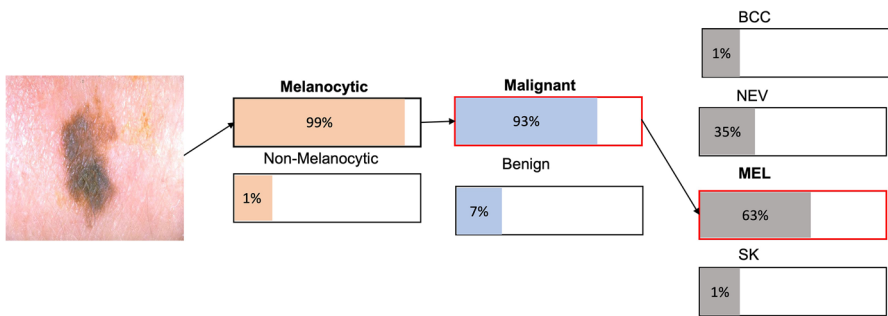 Melanocytic
99%
Non-Melanocytic
1%
Malignant
93%
Benign
7%
BCC
1%
NEV
35%
MEL
63%
SK
1%